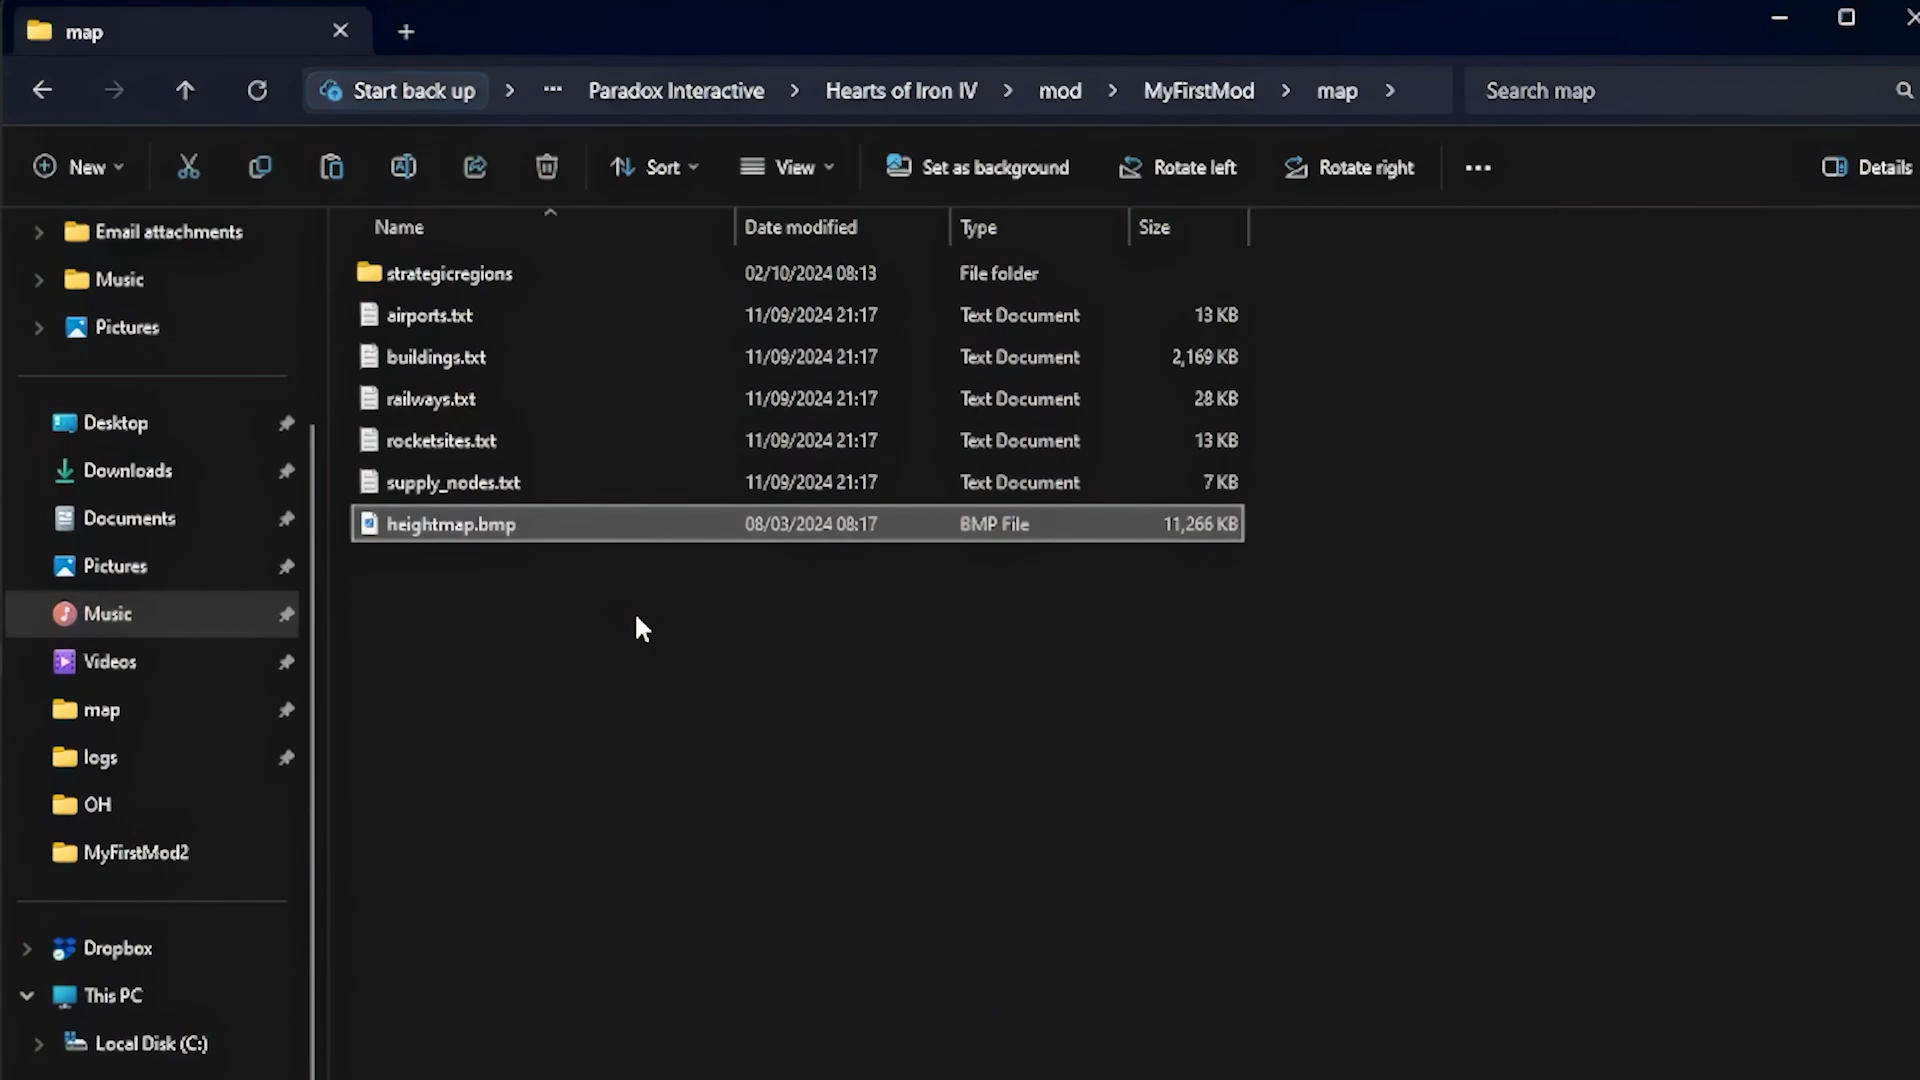 map
Start back up > ... Paradox Interactive > Hearts of Iron IV > mod > MyFirstMod > map >
Search map
New
Sort
View
Set as background
Rotate left
Rotate right
...
Details
Name Date modified Type Size
strategicregions 02/10/2024 08:13 File folder
airports.txt 11/09/2024 21:17 Text Document 13 KB
buildings.txt 11/09/2024 21:17 Text Document 2,169 KB
railways.txt 11/09/2024 21:17 Text Document 28 KB
rocketsites.txt 11/09/2024 21:17 Text Document 13 KB
supply_nodes.txt 11/09/2024 21:17 Text Document 7 KB
heightmap.bmp 08/03/2024 08:17 BMP File 11,266 KB
Email attachments
Music
Pictures
Desktop
Downloads
Documents
Pictures
Music
Videos
map
logs
OH
MyFirstMod2
Dropbox
This PC
Local Disk (C:)